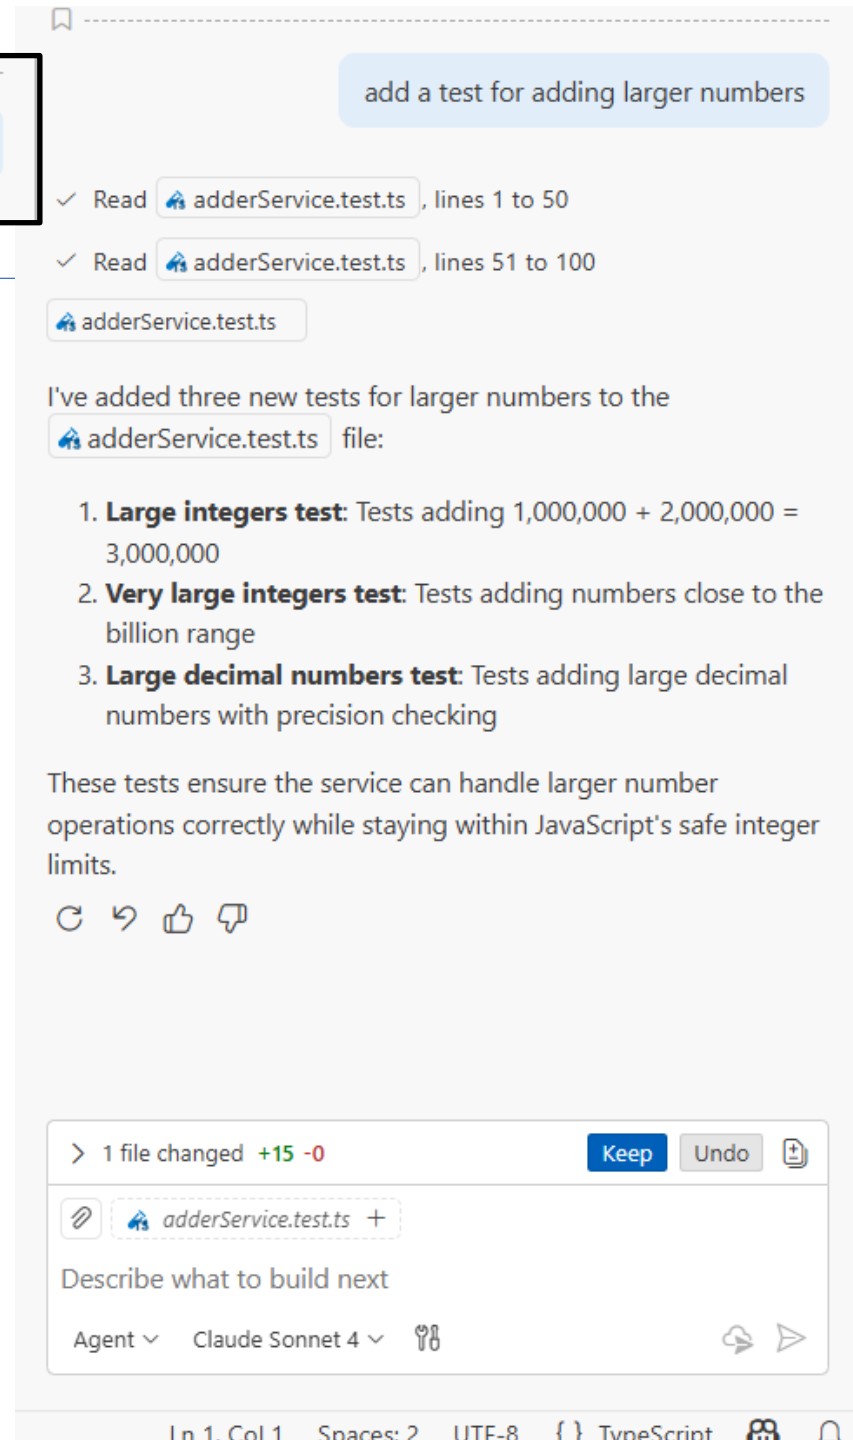 add a test for adding larger numbers
Read adderService.test.ts , lines 1 to 50
Read adderService.test.ts , lines 51 to 100
adderService.test.ts
I've added three new tests for larger numbers to the
adderService.test.ts file:
1. Large integers test: Tests adding 1,000,000 + 2,000,000 =
3,000,000
2. Very large integers test: Tests adding numbers close to the
billion range
3. Large decimal numbers test: Tests adding large decimal
numbers with precision checking
These tests ensure the service can handle larger number
operations correctly while staying within JavaScript's safe integer
limits.
1 file changed +15 -0 Keep Undo
adderService.test.ts +
Describe what to build next
Agent Claude Sonnet 4
Ln 1, Col 1 Spaces: 2 UTF-8 { } TypeScript